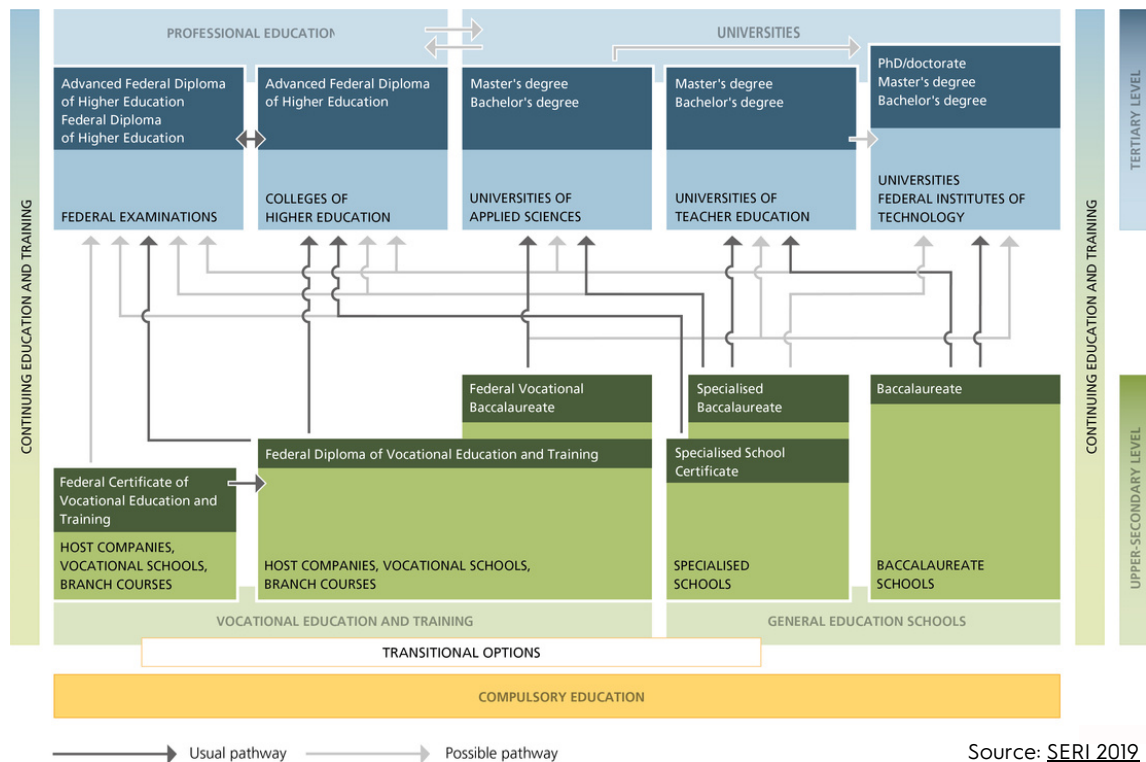 PROFESSIONAL EDUCATION
UNIVERSITIES
Advanced Federal Diploma
of Higher Education
Federal Diploma
of Higher Education
FEDERAL EXAMINATIONS
Advanced Federal Diploma
of Higher Education
COLLEGES OF
HIGHER EDUCATION
Master's degree
Bachelor's degree
UNIVERSITIES OF
APPLIED SCIENCES
Master's degree
Bachelor's degree
UNIVERSITIES OF
TEACHER EDUCATION
PhD/doctorate
Master's degree
Bachelor's degree
UNIVERSITIES
FEDERAL INSTITUTES OF
TECHNOLOGY
CONTINUING EDUCATION AND TRAINING
CONTINUING EDUCATION AND TRAINING
TERTIARY LEVEL
UPPER-SECONDARY LEVEL
Federal Vocational
Baccalaureate
Specialised
Baccalaureate
Baccalaureate
Federal Diploma of Vocational Education and Training
Specialised School
Certificate
Federal Certificate of
Vocational Education and
Training
HOST COMPANIES,
VOCATIONAL SCHOOLS,
BRANCH COURSES
HOST COMPANIES, VOCATIONAL SCHOOLS,
BRANCH COURSES
SPECIALISED
SCHOOLS
BACCALAUREATE
SCHOOLS
VOCATIONAL EDUCATION AND TRAINING
GENERAL EDUCATION SCHOOLS
TRANSITIONAL OPTIONS
COMPULSORY EDUCATION
Usual pathway
Possible pathway
Source: SERI 2019